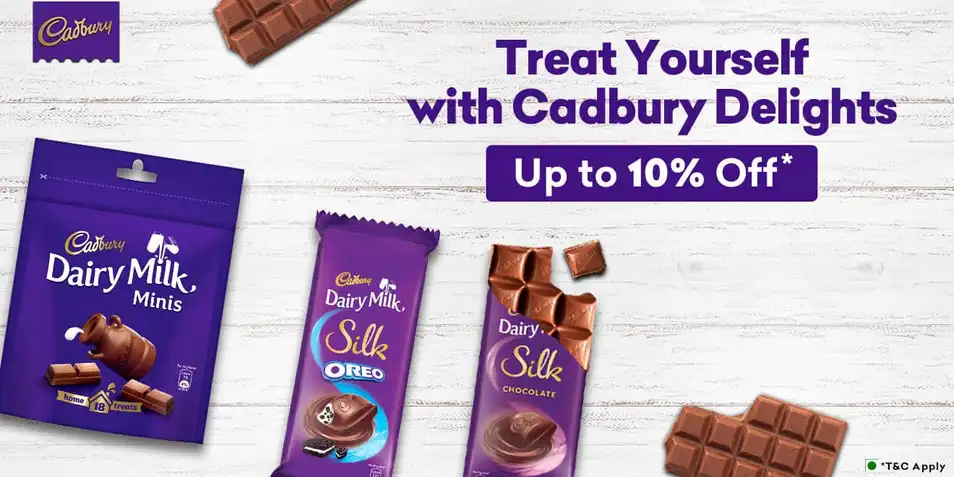 Cadbury
Treat Yourself
with Cadbury Delights
Up to 10% Off*
Cadbury
Dairy Milk
Minis
home 18 treats
Cadbury
Dairy Milk
Silk
OREO
Dairy
Silk
CHOCOLATE
*T&C Apply